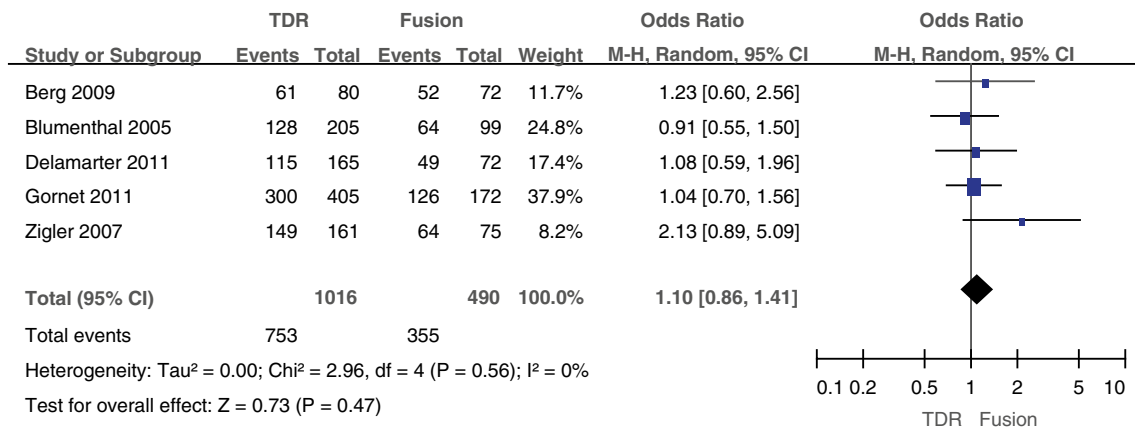 TDR Fusion Odds Ratio Odds Ratio
Study or Subgroup Events Total Events Total Weight M-H, Random, 95% CI M-H, Random, 95% CI
Berg 2009 61 80 52 72 11.7% 1.23 [0.60, 2.56]
Blumenthal 2005 128 205 64 99 24.8% 0.91 [0.55, 1.50]
Delamarter 2011 115 165 49 72 17.4% 1.08 [0.59, 1.96]
Gornet 2011 300 405 126 172 37.9% 1.04 [0.70, 1.56]
Zigler 2007 149 161 64 75 8.2% 2.13 [0.89, 5.09]
Total (95% CI) 1016 490 100.0% 1.10 [0.86, 1.41]
Total events 753 355
Heterogeneity: Tau² = 0.00; Chi² = 2.96, df = 4 (P = 0.56); I² = 0%
Test for overall effect: Z = 0.73 (P = 0.47)
0.1 0.2 0.5 1 2 5 10
TDR Fusion